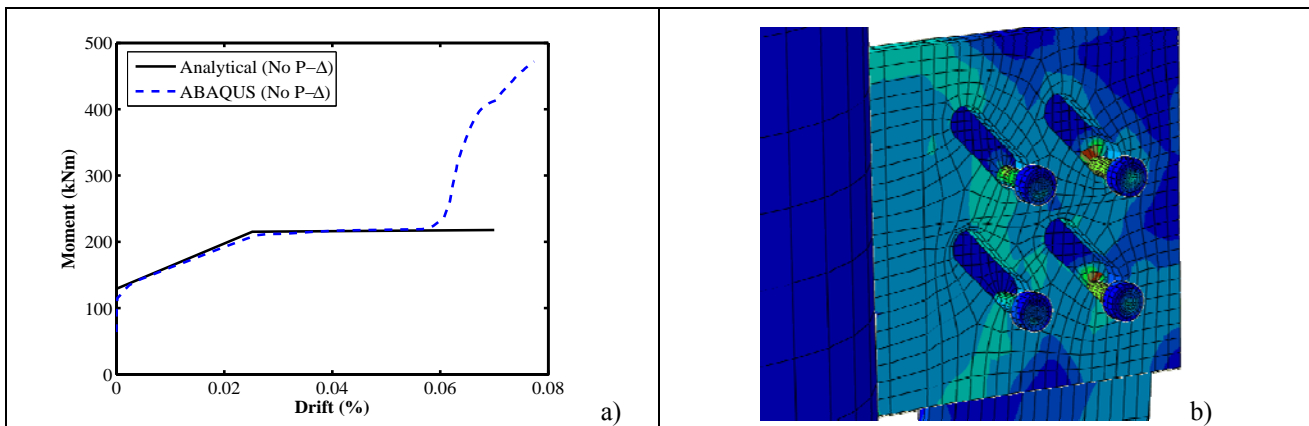 500
400
300
200
100
0
Moment (kNm)
Analytical (No P−Δ)
ABAQUS (No P−Δ)
0 0.02 0.04 0.06 0.08
Drift (%)
a)
b)